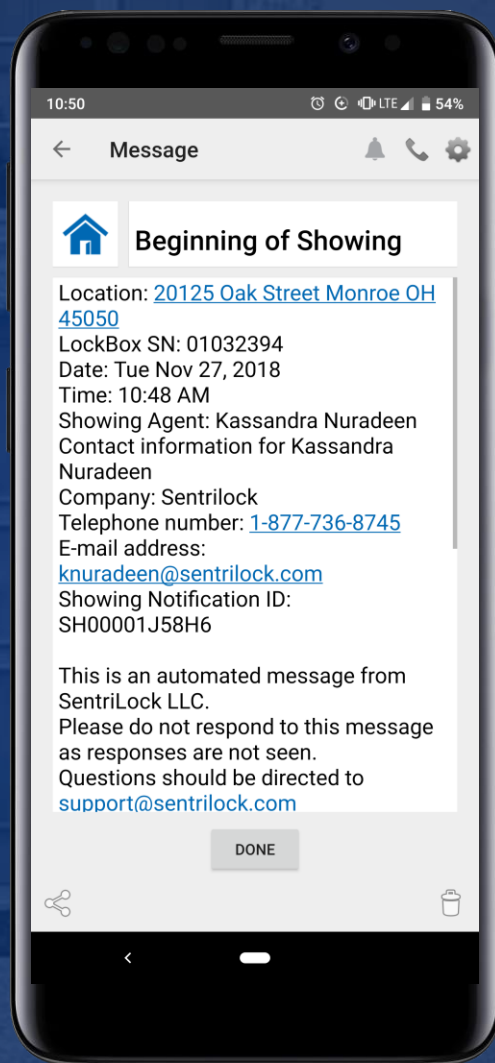 10:50 LTE 54%
Message
Beginning of Showing
Location: 20125 Oak Street Monroe OH
45050
LockBox SN: 01032394
Date: Tue Nov 27, 2018
Time: 10:48 AM
Showing Agent: Kassandra Nuradeen
Contact information for Kassandra
Nuradeen
Company: Sentrilock
Telephone number: 1-877-736-8745
E-mail address:
knuradeen@sentrilock.com
Showing Notification ID:
SH00001J58H6
This is an automated message from
SentriLock LLC.
Please do not respond to this message
as responses are not seen.
Questions should be directed to
support@sentrilock.com
DONE